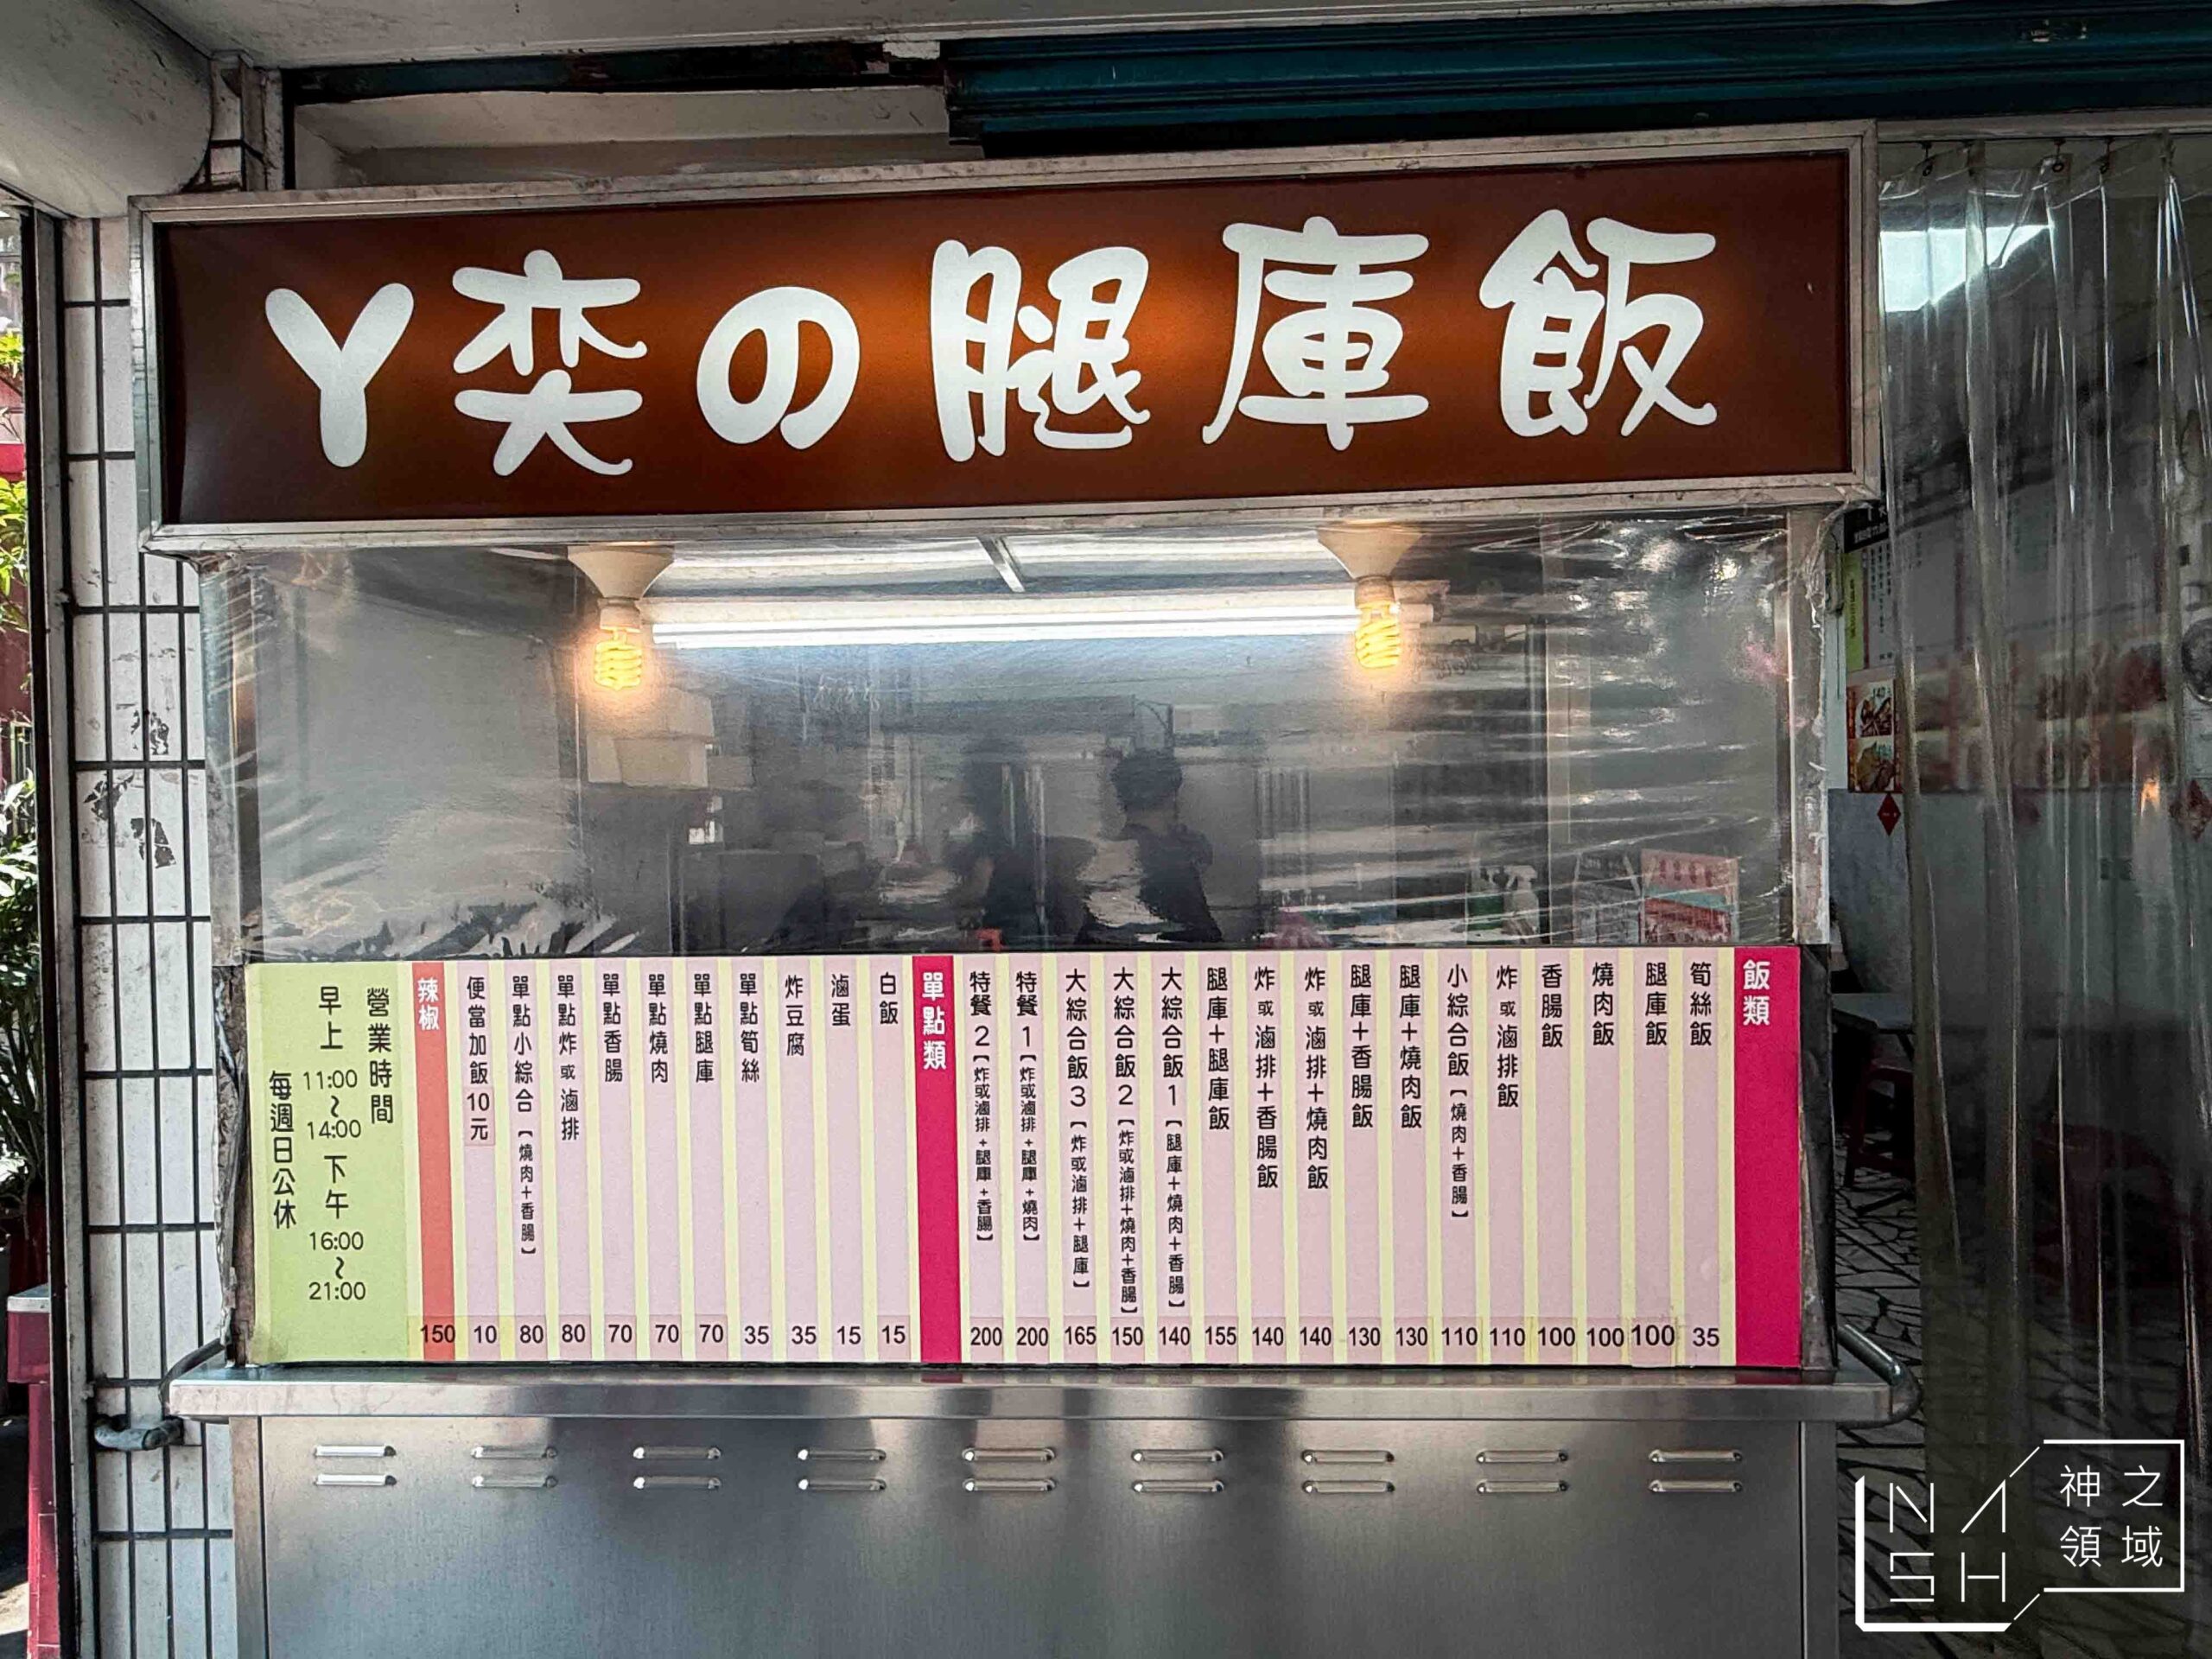 丫奕の腿庫飯
飯類
筍絲飯 35
腿庫飯 100
燒肉飯 100
香腸飯 100
炸或滷排飯 110
小綜合飯【燒肉+香腸】 110
腿庫+燒肉飯 130
腿庫+香腸飯 130
炸或滷排+燒肉飯 140
炸或滷排+香腸飯 140
腿庫+腿庫飯 155
大綜合飯1【腿庫+燒肉+香腸】 140
大綜合飯2【炸或滷排+燒肉+香腸】 150
大綜合飯3【炸或滷排+腿庫】 165
特餐1【炸或滷排+腿庫+燒肉】 200
特餐2【炸或滷排+腿庫+香腸】 200
單點類
白飯 15
滷蛋 15
炸豆腐 35
單點筍絲 35
單點腿庫 70
單點燒肉 70
單點香腸 70
單點炸或滷排 80
單點小綜合【燒肉+香腸】 80
便當加飯10元 10
辣椒 150
營業時間
早上 11:00~14:00 下午 16:00~21:00
每週日公休
NASH
神之
領域